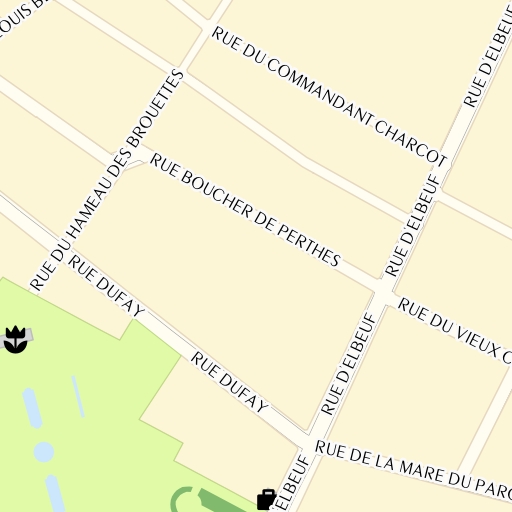 RUE DU COMMANDANT CHARCOT
RUE D'ELBEUF
RUE DU HAMEAU DES BROUETTES
RUE BOUCHER DE PERTHES
RUE D'ELBEUF
RUE DUFAY
RUE DU VIEUX
RUE D'ELBEUF
RUE DUFAY
RUE DE LA MARE DU PARC
ELBEUF